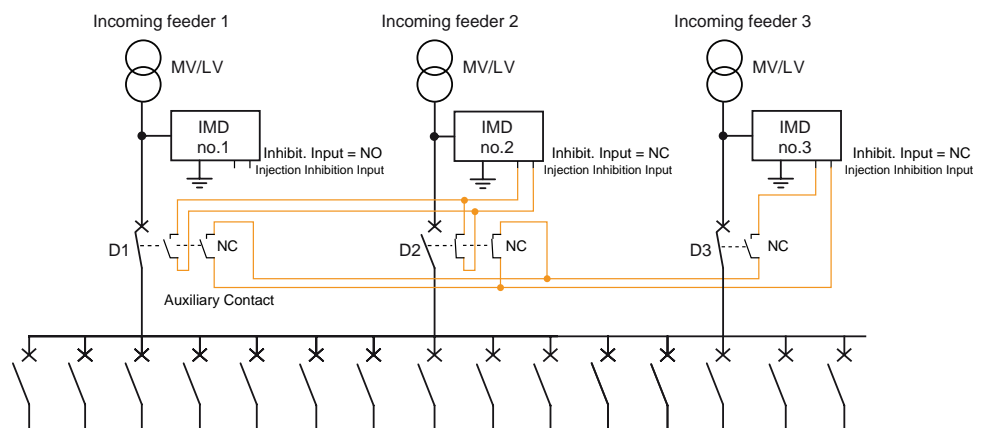 Incoming feeder 1
Incoming feeder 2
Incoming feeder 3
MV/LV
MV/LV
MV/LV
IMD
no.1
Inhibit. Input = NO
Injection Inhibition Input
IMD
no.2
Inhibit. Input = NC
Injection Inhibition Input
IMD
no.3
Inhibit. Input = NC
Injection Inhibition Input
D1
NC
D2
NC
D3
NC
Auxiliary Contact